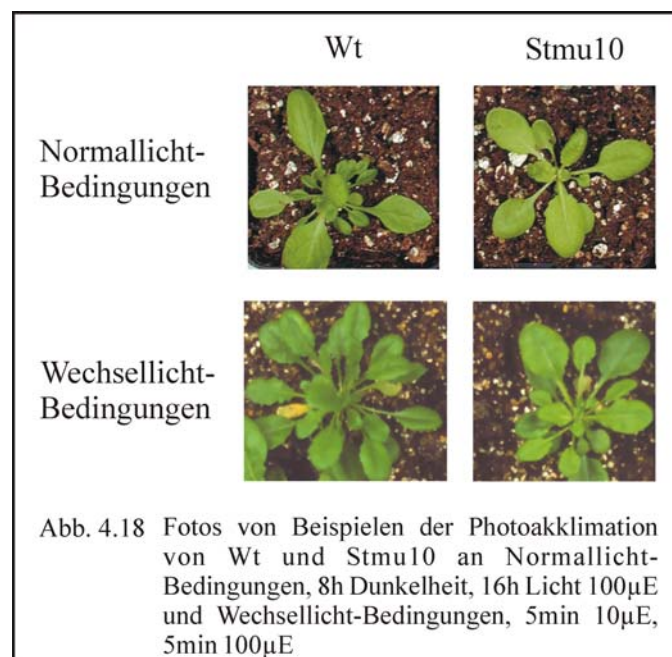 Wt Stmu10
Normallicht-
Bedingungen
Wechsellicht-
Bedingungen
Abb. 4.18 Fotos von Beispielen der Photoakklimation
von Wt und Stmu10 an Normallicht-
Bedingungen, 8h Dunkelheit, 16h Licht 100µE
und Wechsellicht-Bedingungen, 5min 10µE,
5min 100µE